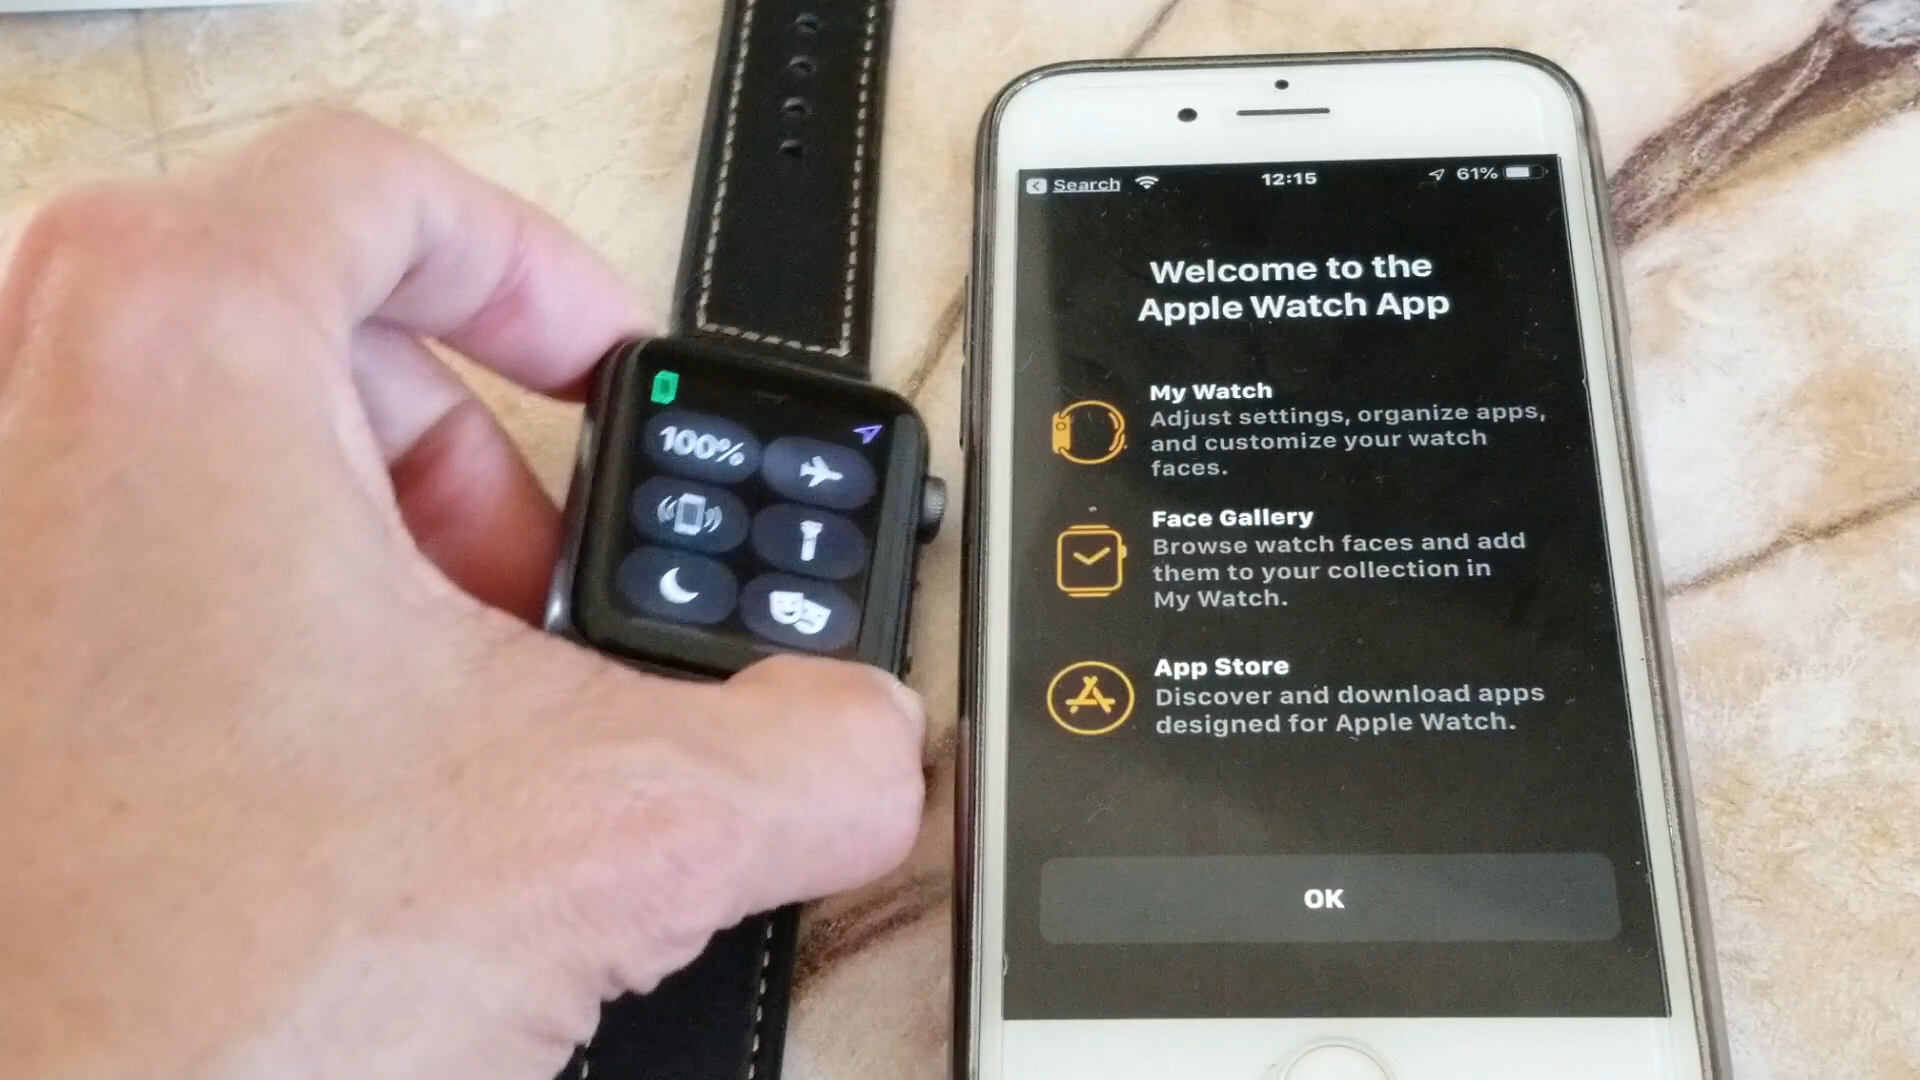 100%
Search
12:15
61%
Welcome to the
Apple Watch App
My Watch
Adjust settings, organize apps,
and customize your watch
faces.
Face Gallery
Browse watch faces and add
them to your collection in
My Watch.
App Store
Discover and download apps
designed for Apple Watch.
OK